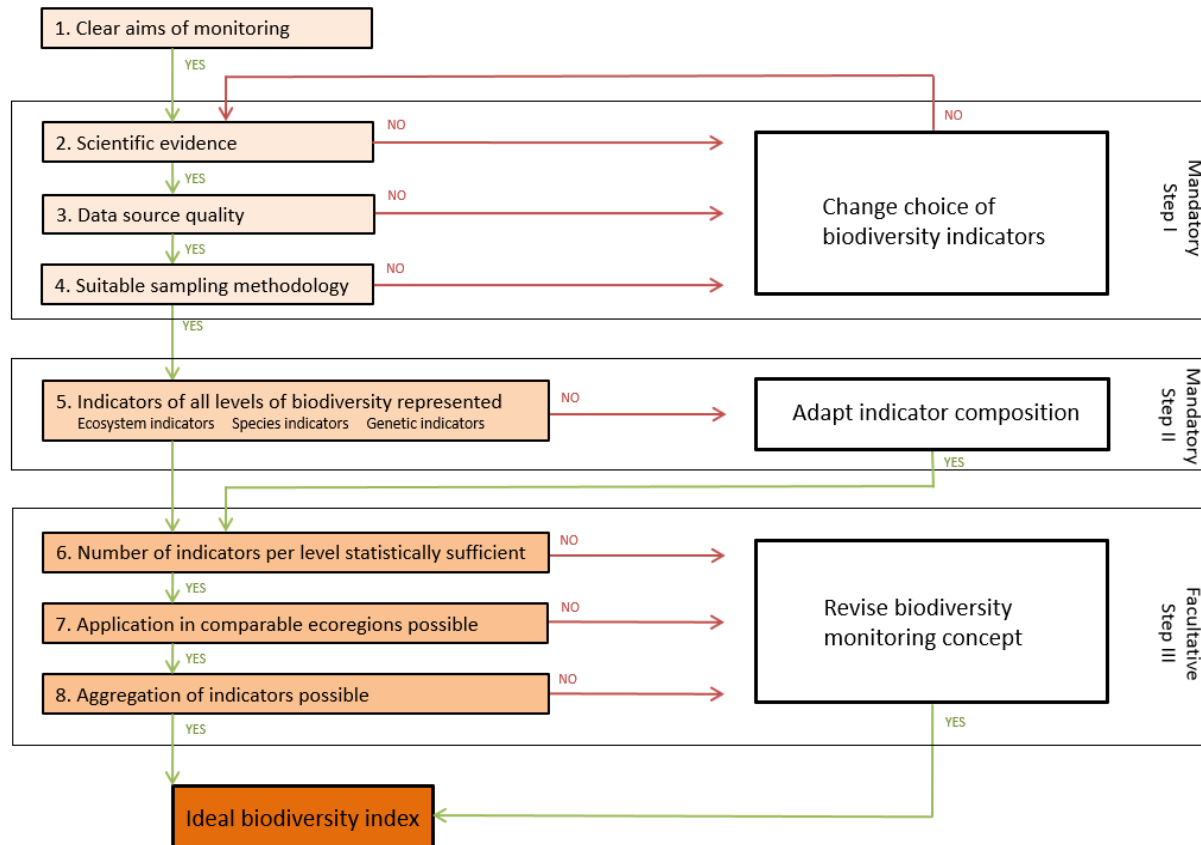 1. Clear aims of monitoring
YES
NO
2. Scientific evidence
NO
YES
3. Data source quality
NO
YES
4. Suitable sampling methodology
NO
YES
Change choice of
biodiversity indicators
Mandatory
Step I
5. Indicators of all levels of biodiversity represented
Ecosystem indicators Species indicators Genetic indicators
NO
Adapt indicator composition
YES
Mandatory
Step II
6. Number of indicators per level statistically sufficient
NO
YES
7. Application in comparable ecoregions possible
NO
YES
8. Aggregation of indicators possible
NO
YES
Revise biodiversity
monitoring concept
YES
Facultative
Step III
Ideal biodiversity index